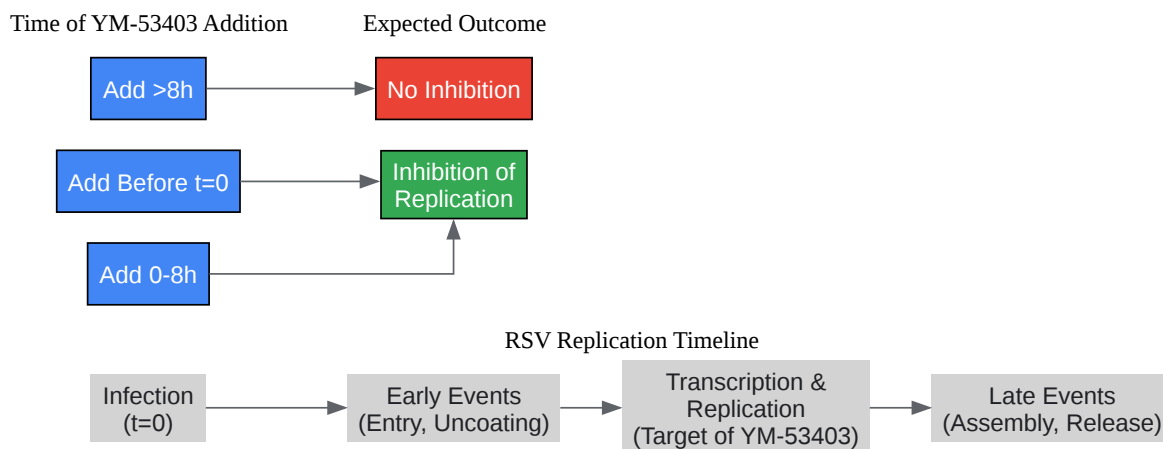 Time of YM-53403 Addition
Expected Outcome
Add >8h
No Inhibition
Add Before t=0
Inhibition of
Replication
Add 0-8h
RSV Replication Timeline
Infection
(t=0)
Early Events
(Entry, Uncoating)
Transcription &
Replication
(Target of YM-53403)
Late Events
(Assembly, Release)